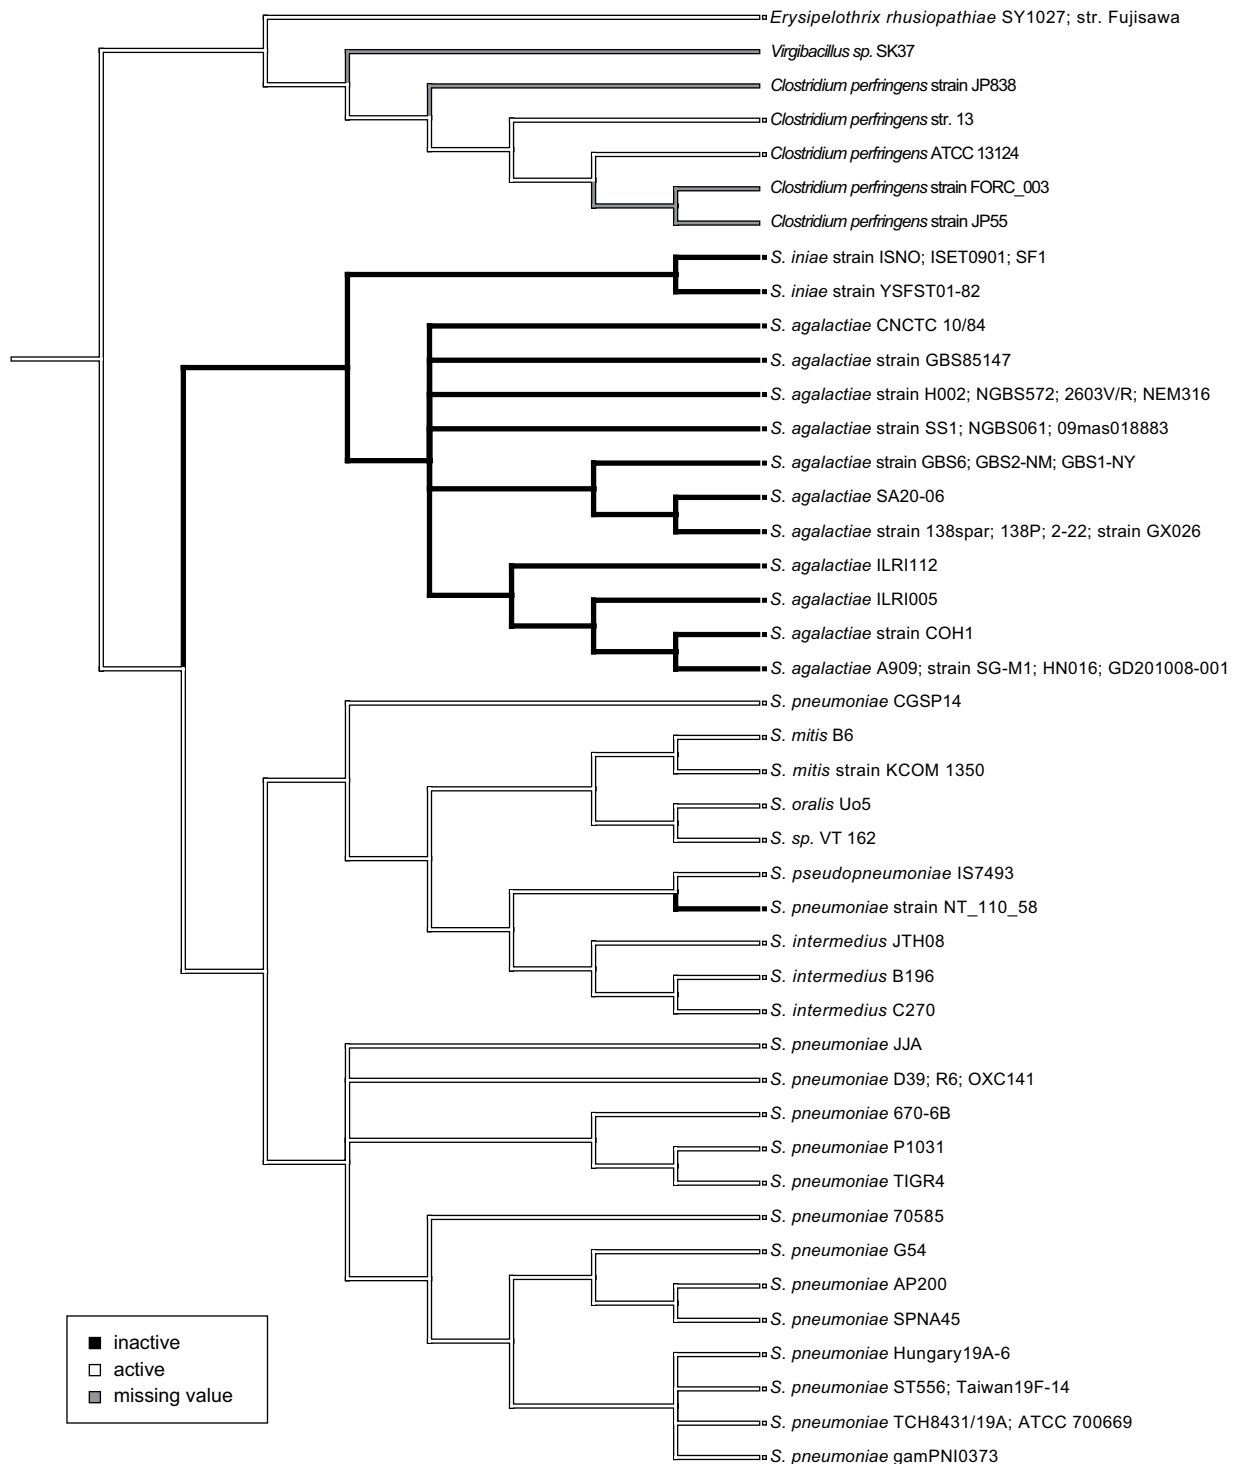 Erysipelothrix rhusiopathiae SY1027; str. Fujisawa
Virgibacillus sp. SK37
Clostridium perfringens strain JP838
Clostridium perfringens str. 13
Clostridium perfringens ATCC 13124
Clostridium perfringens strain FORC_003
Clostridium perfringens strain JP55
S. iniae strain ISNO; ISET0901; SF1
S. iniae strain YSFST01-82
S. agalactiae CNCTC 10/84
S. agalactiae strain GBS85147
S. agalactiae strain H002; NGBS572; 2603V/R; NEM316
S. agalactiae strain SS1; NGBS061; 09mas018883
S. agalactiae strain GBS6; GBS2-NM; GBS1-NY
S. agalactiae SA20-06
S. agalactiae strain 138spar; 138P; 2-22; strain GX026
S. agalactiae ILRI112
S. agalactiae ILRI005
S. agalactiae strain COH1
S. agalactiae A909; strain SG-M1; HN016; GD201008-001
S. pneumoniae CGSP14
S. mitis B6
S. mitis strain KCOM 1350
S. oralis Uo5
S. sp. VT 162
S. pseudopneumoniae IS7493
S. pneumoniae strain NT_110_58
S. intermedius JTH08
S. intermedius B196
S. intermedius C270
S. pneumoniae JJA
S. pneumoniae D39; R6; OXC141
S. pneumoniae 670-6B
S. pneumoniae P1031
S. pneumoniae TIGR4
S. pneumoniae 70585
S. pneumoniae G54
S. pneumoniae AP200
S. pneumoniae SPNA45
S. pneumoniae Hungary19A-6
S. pneumoniae ST556; Taiwan19F-14
S. pneumoniae TCH8431/19A; ATCC 700669
S. pneumoniae gamPNI0373
inactive
active
missing value